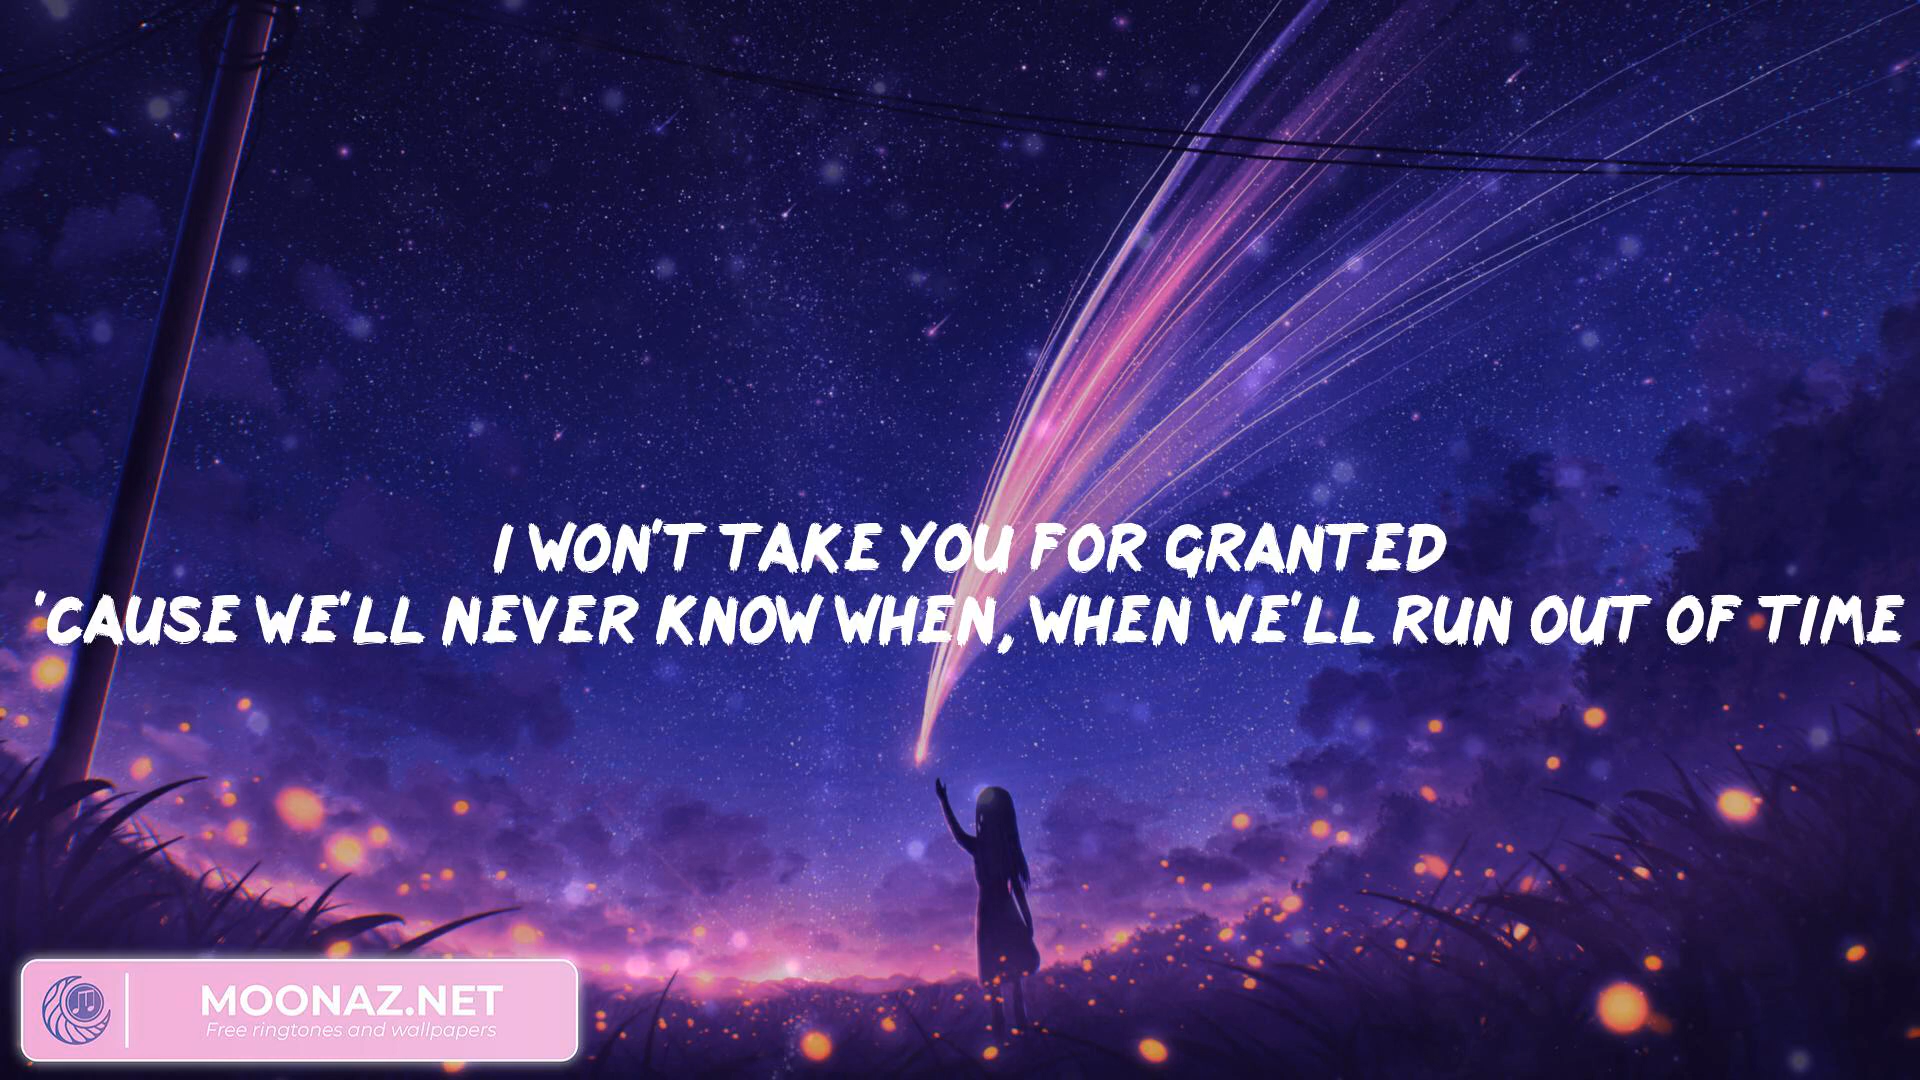 I WON'T TAKE YOU FOR GRANTED
'CAUSE WE'LL NEVER KNOW WHEN, WHEN WE'LL RUN OUT OF TIME
MOONAZ.NET
Free ringtones and wallpapers